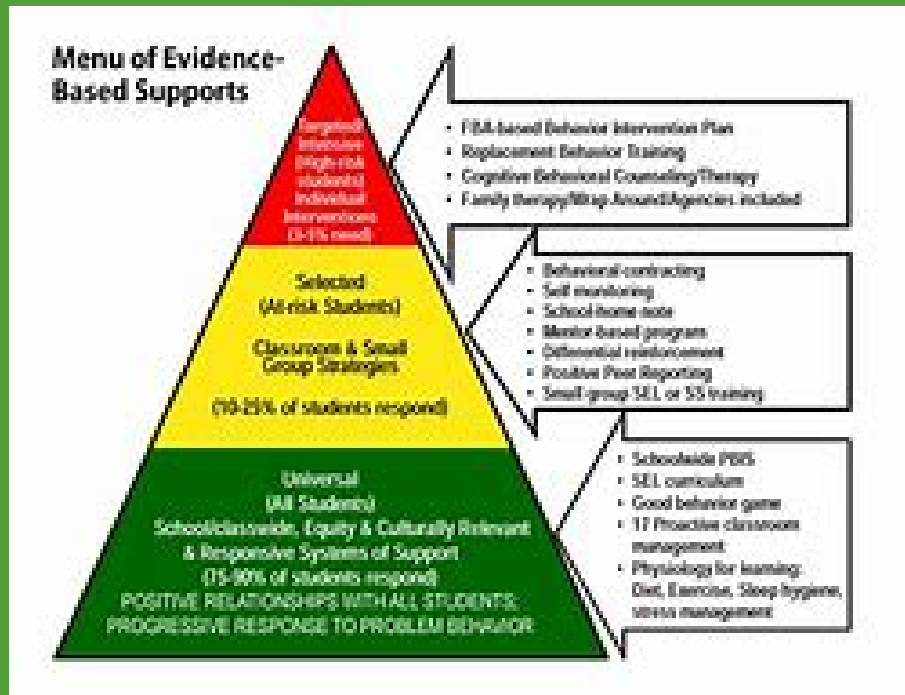 Menu of Evidence-
Based Supports
Targeted/
Intensive
(High-risk
students)
Individual
Interventions
(3-5% need)
• FBA-based Behavior Intervention Plan
• Replacement Behavior Training
• Cognitive Behavioral Counseling/Therapy
• Family therapy/Wrap Around/Agencies included
Selected
(At-risk Students)
Classroom & Small
Group Strategies
(10-25% of students respond)
• Behavioral contracting
• Self monitoring
• School-home note
• Mentor-based program
• Differential reinforcement
• Positive Peer Reporting
• Small group SEL or SS training
Universal
(All Students)
School/classwide, Equity & Culturally Relevant
& Responsive Systems of Support
(75-90% of students respond)
POSITIVE RELATIONSHIPS WITH ALL STUDENTS;
PROGRESSIVE RESPONSE TO PROBLEM BEHAVIOR
• Schoolwide PBIS
• SEL curriculum
• Good behavior game
• 17 Proactive classroom
management
• Physiology for learning:
Diet, Exercise, Sleep hygiene,
stress management